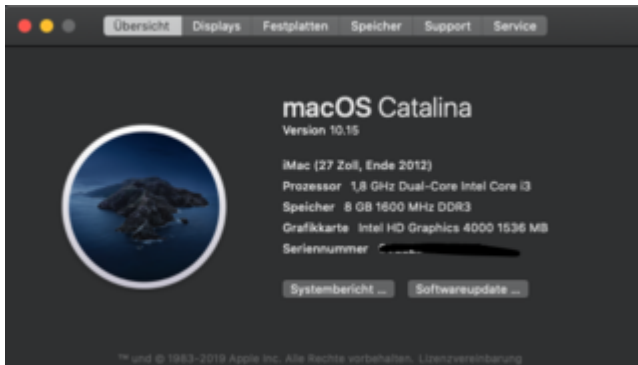 Übersicht Displays Festplatten Speicher Support Service
macOS Catalina
Version 10.15
iMac (27 Zoll, Ende 2012)
Prozessor 1,8 GHz Dual-Core Intel Core i3
Speicher 8 GB 1600 MHz DDR3
Grafikkarte Intel HD Graphics 4000 1536 MB
Seriennummer
Systembericht ... Softwareupdate ...
™ und © 1983-2019 Apple Inc. Alle Rechte vorbehalten. Lizenzvereinbarung